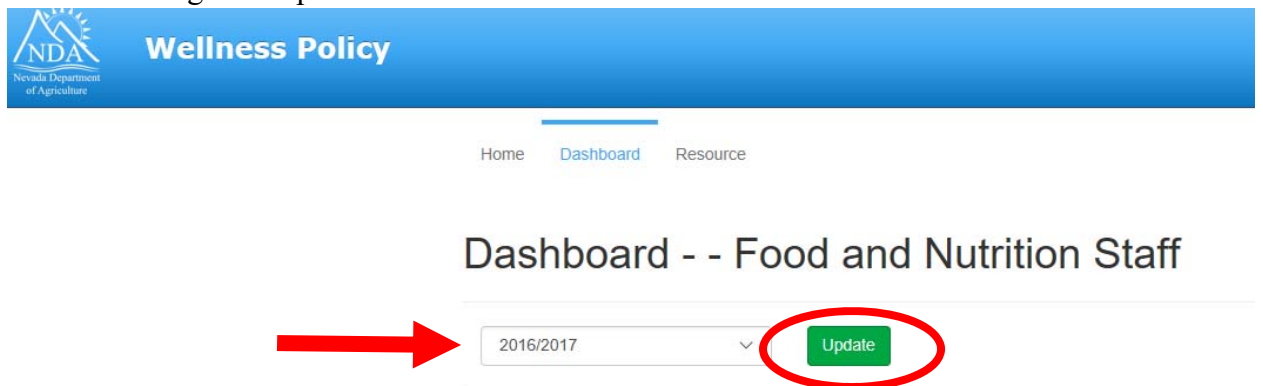 NDA
Nevada Department
of Agriculture
Wellness Policy
Home Dashboard Resource
Dashboard - - Food and Nutrition Staff
2016/2017
Update